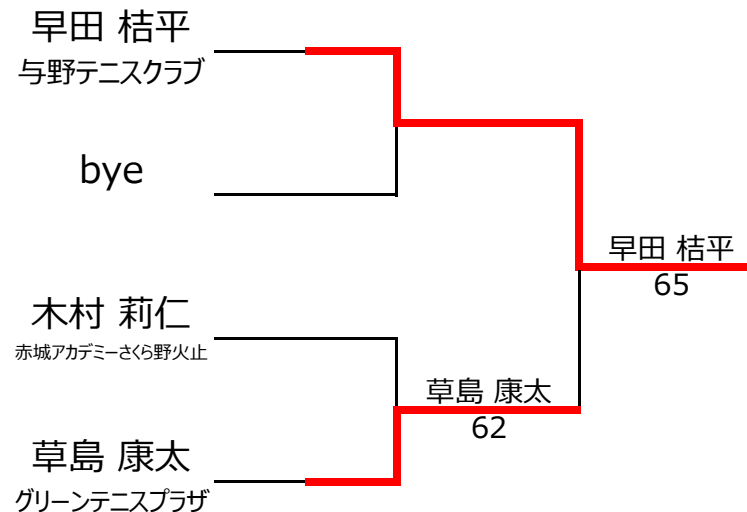 早田 桔平
与野テニスクラブ
bye
早田 桔平
65
木村 莉仁
赤城アカデミーさくら野火止
草島 康太
62
草島 康太
グリーンテニスプラザ